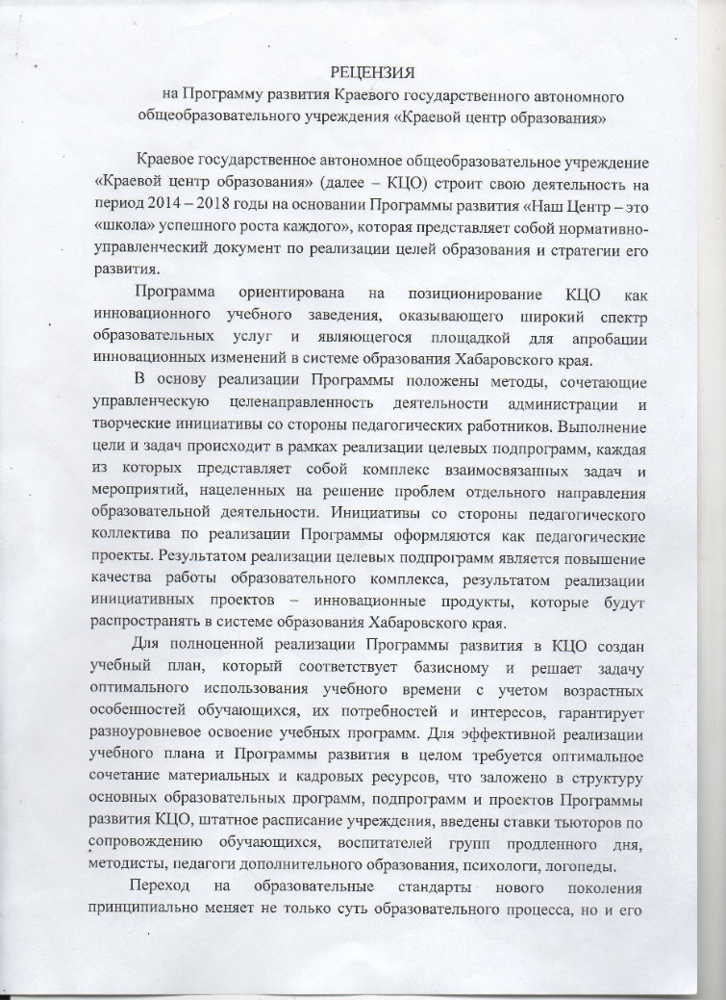 РЕЦЕНЗИЯ
на Программу развития Краевого государственного автономного
общеобразовательного учреждения «Краевой центр образования»
Краевое государственное автономное общеобразовательное учреждение
«Краевой центр образования» (далее – КЦО) строит свою деятельность на
период 2014 – 2018 годы на основании Программы развития «Наш Центр – это
«школа» успешного роста каждого», которая представляет собой нормативно-
управленческий документ по реализации целей образования и стратегии его
развития.
Программа ориентирована на позиционирование КЦО как
инновационного учебного заведения, оказывающего широкий спектр
образовательных услуг и являющегося площадкой для апробации
инновационных изменений в системе образования Хабаровского края.
В основу реализации Программы положены методы, сочетающие
управленческую целенаправленность деятельности администрации и
творческие инициативы со стороны педагогических работников. Выполнение
цели и задач происходит в рамках реализации целевых подпрограмм, каждая
из которых представляет собой комплекс взаимосвязанных задач и
мероприятий, нацеленных на решение проблем отдельного направления
образовательной деятельности. Инициативы со стороны педагогического
коллектива по реализации Программы оформляются как педагогические
проекты. Результатом реализации целевых подпрограмм является повышение
качества работы образовательного комплекса, результатом реализации
инициативных проектов – инновационные продукты, которые будут
распространять в системе образования Хабаровского края.
Для полноценной реализации Программы развития в КЦО создан
учебный план, который соответствует базисному и решает задачу
оптимального использования учебного времени с учетом возрастных
особенностей обучающихся, их потребностей и интересов, гарантирует
разноуровневое освоение учебных программ. Для эффективной реализации
учебного плана и Программы развития в целом требуется оптимальное
сочетание материальных и кадровых ресурсов, что заложено в структуру
основных образовательных программ, подпрограмм и проектов Программы
развития КЦО, штатное расписание учреждения, введены ставки тьюторов по
сопровождению обучающихся, воспитателей групп продленного дня,
методисты, педагоги дополнительного образования, психологи, логопеды.
Переход на образовательные стандарты нового поколения
принципиально меняет не только суть образовательного процесса, но и его